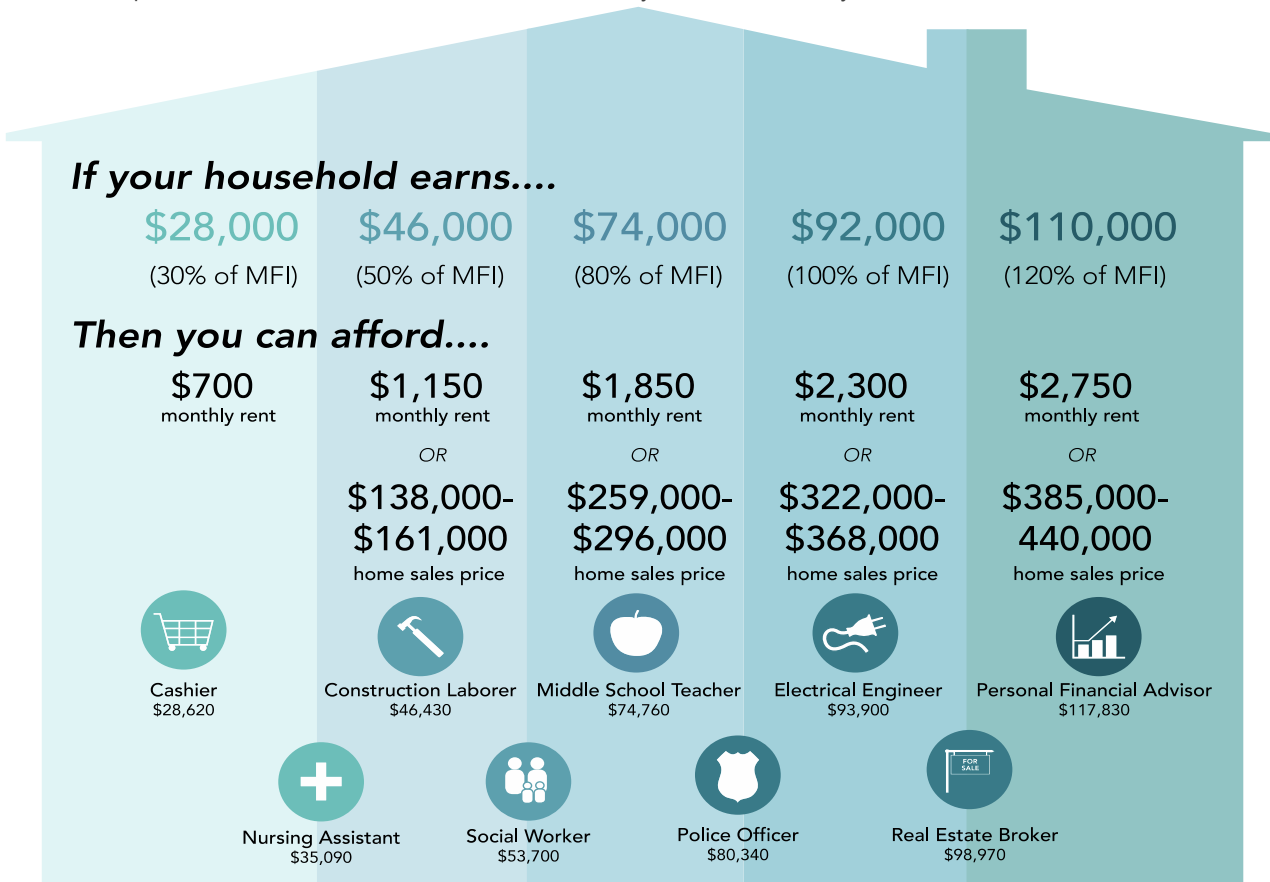 If your household earns....
$28,000 $46,000 $74,000 $92,000 $110,000
(30% of MFI) (50% of MFI) (80% of MFI) (100% of MFI) (120% of MFI)
Then you can afford....
$700 $1,150 $1,850 $2,300 $2,750
monthly rent monthly rent monthly rent monthly rent monthly rent
OR OR OR OR
$138,000- $259,000- $322,000- $385,000-
$161,000 $296,000 $368,000 440,000
home sales price home sales price home sales price home sales price
FOR
SALE
Cashier Construction Laborer Middle School Teacher Electrical Engineer Personal Financial Advisor
$28,620 $46,430 $74,760 $93,900 $117,830
Nursing Assistant Social Worker Police Officer Real Estate Broker
$35,090 $53,700 $80,340 $98,970